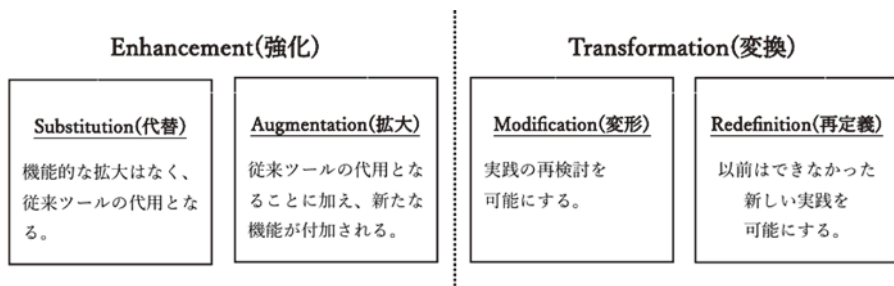 Enhancement(強化)
Transformation(変換)
Substitution(代替)
機能的な拡大はなく、
従来ツールの代用とな
る。
Augmentation(拡大)
従来ツールの代用とな
ることに加え、新たな
機能が付加される。
Modification(変形)
実践の再検討を
可能にする。
Redefinition(再定義)
以前はできなかった
新しい実践を
可能にする。